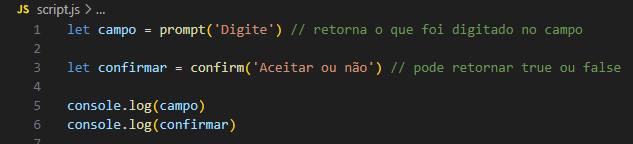 JS script.js > ...
1 let campo = prompt('Digite') // retorna o que foi digitado no campo
2
3 let confirmar = confirm('Aceitar ou não') // pode retornar true ou false
4
5 console.log(campo)
6 console.log(confirmar)
7